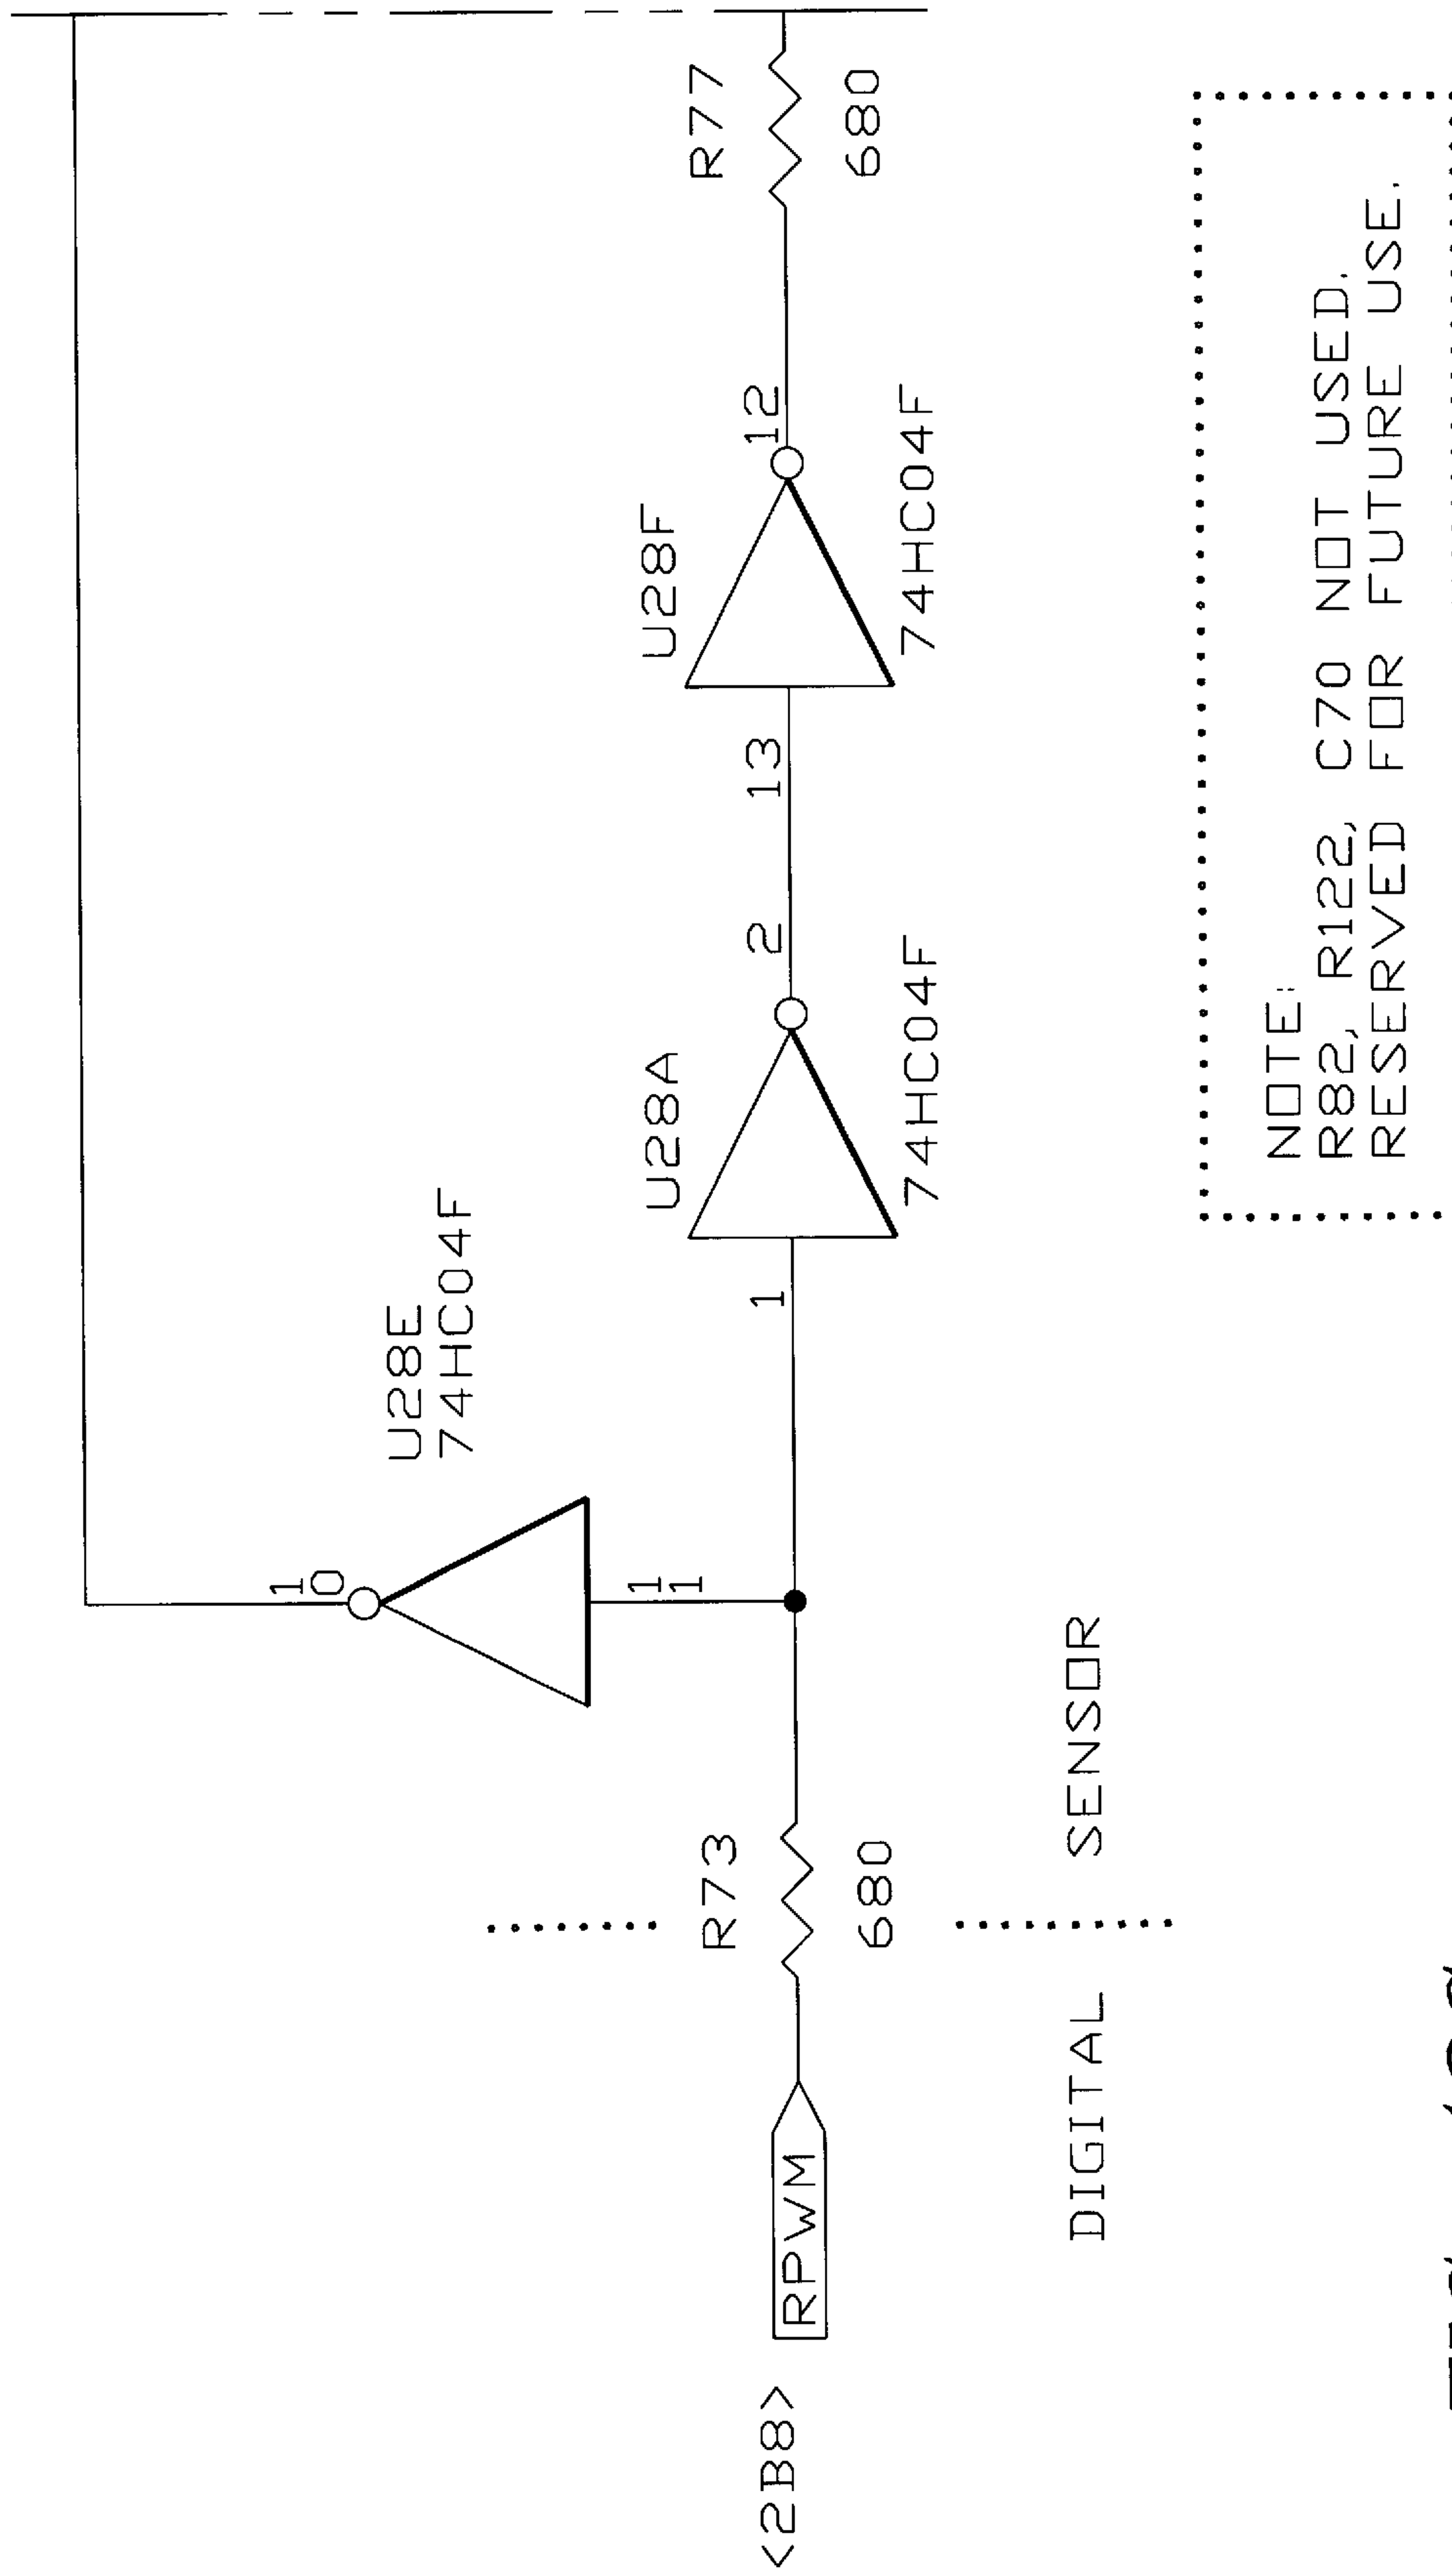 U28E
74HC04F
10
11
<2B8>
RPWM
R73
680
1
U28A
74HC04F
2
13
U28F
74HC04F
12
R77
680
DIGITAL
SENSOR
NOTE:
R82, R122, C70 NOT USED.
RESERVED FOR FUTURE USE.